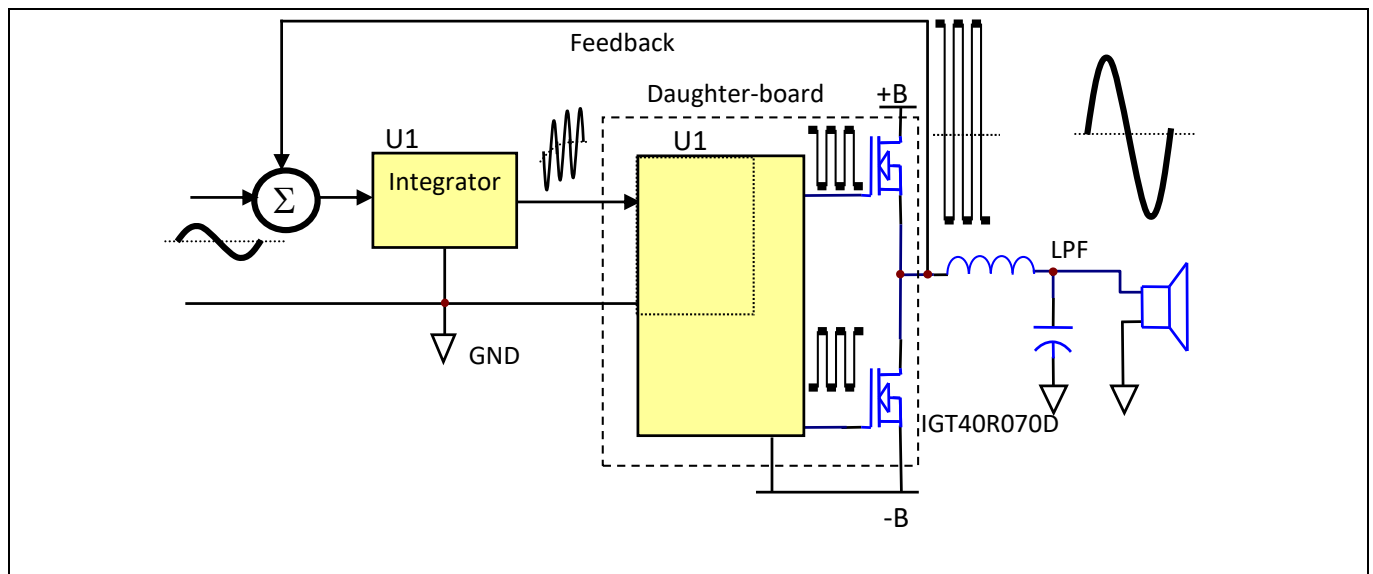 Feedback
Daughter-board
+B
U1
U1
Integrator
Σ
LPF
GND
IGT40R070D
-B